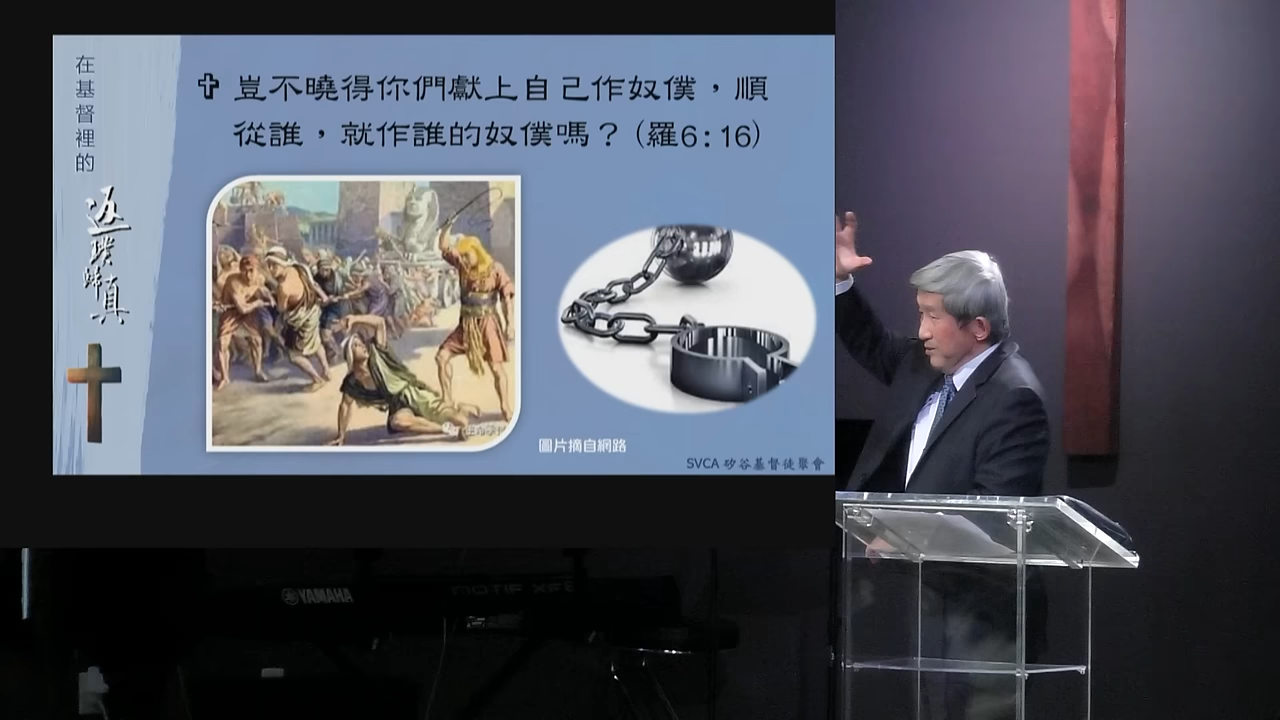 在基督裡的
返璞歸真
✞ 豈不曉得你們獻上自己作奴僕，順
從誰，就作誰的奴僕嗎？(羅6:16)
圖片摘自網路
SVCA 矽谷基督徒聚會
YAMAHA